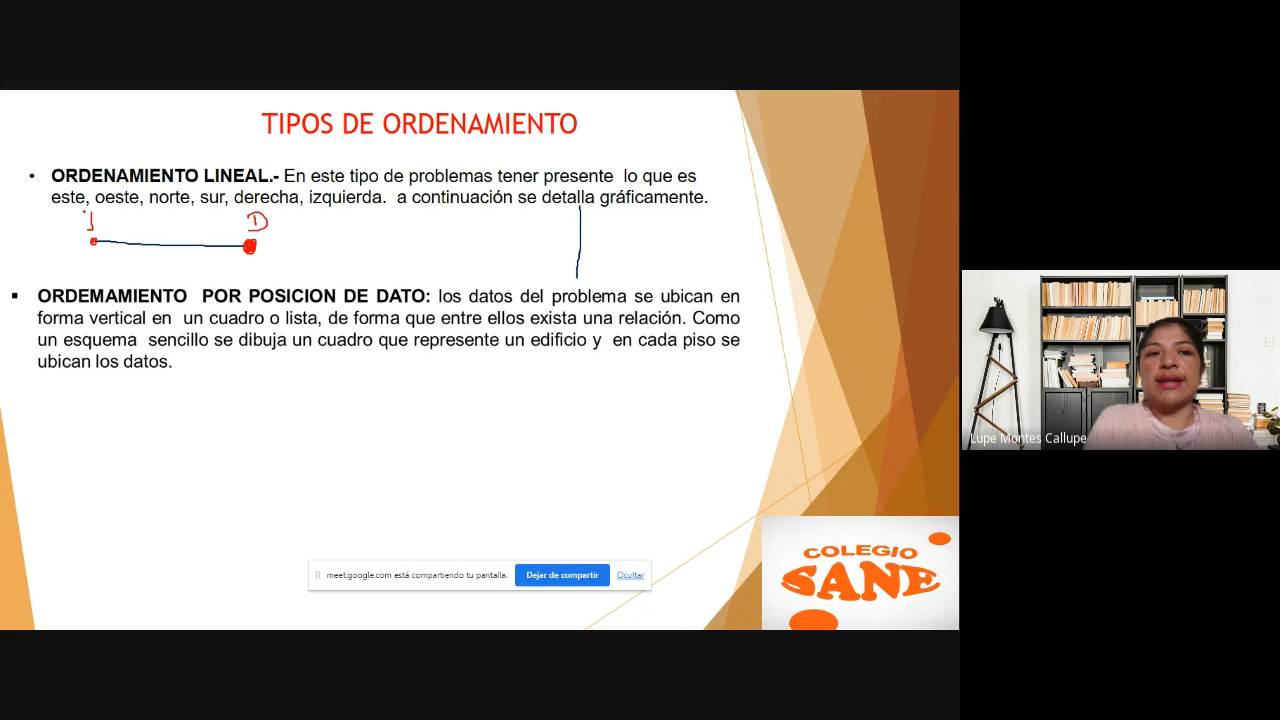 TIPOS DE ORDENAMIENTO
• ORDENAMIENTO LINEAL.- En este tipo de problemas tener presente lo que es
este, oeste, norte, sur, derecha, izquierda. a continuación se detalla gráficamente.
I D
▪ ORDEMAMIENTO POR POSICION DE DATO: los datos del problema se ubican en
forma vertical en un cuadro o lista, de forma que entre ellos exista una relación. Como
un esquema sencillo se dibuja un cuadro que represente un edificio y en cada piso se
ubican los datos.
Lupe Montes Callupe
meet.google.com está compartiendo tu pantalla. Dejar de compartir Ocultar
COLEGIO
SANE